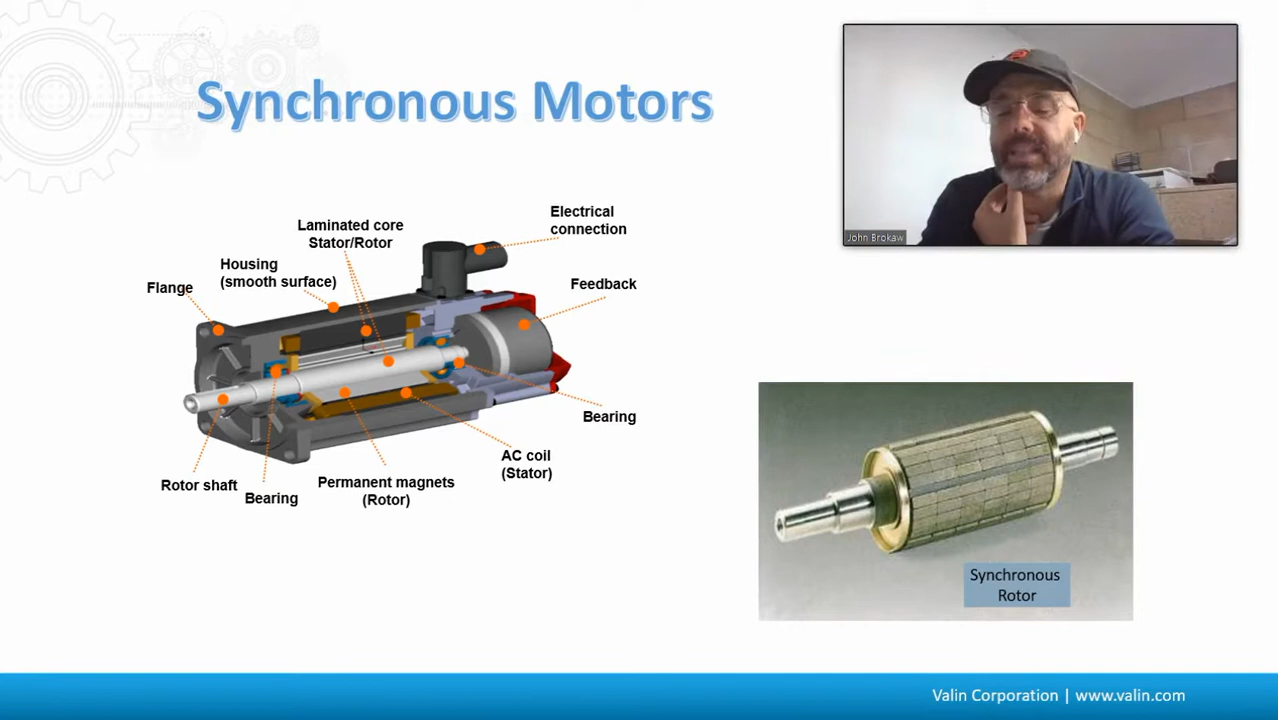 Synchronous Motors
John Brokaw
Laminated core
Stator/Rotor
Electrical
connection
Housing
(smooth surface)
Flange
Feedback
Bearing
AC coil
(Stator)
Rotor shaft
Bearing
Permanent magnets
(Rotor)
Synchronous
Rotor
Valin Corporation | www.valin.com